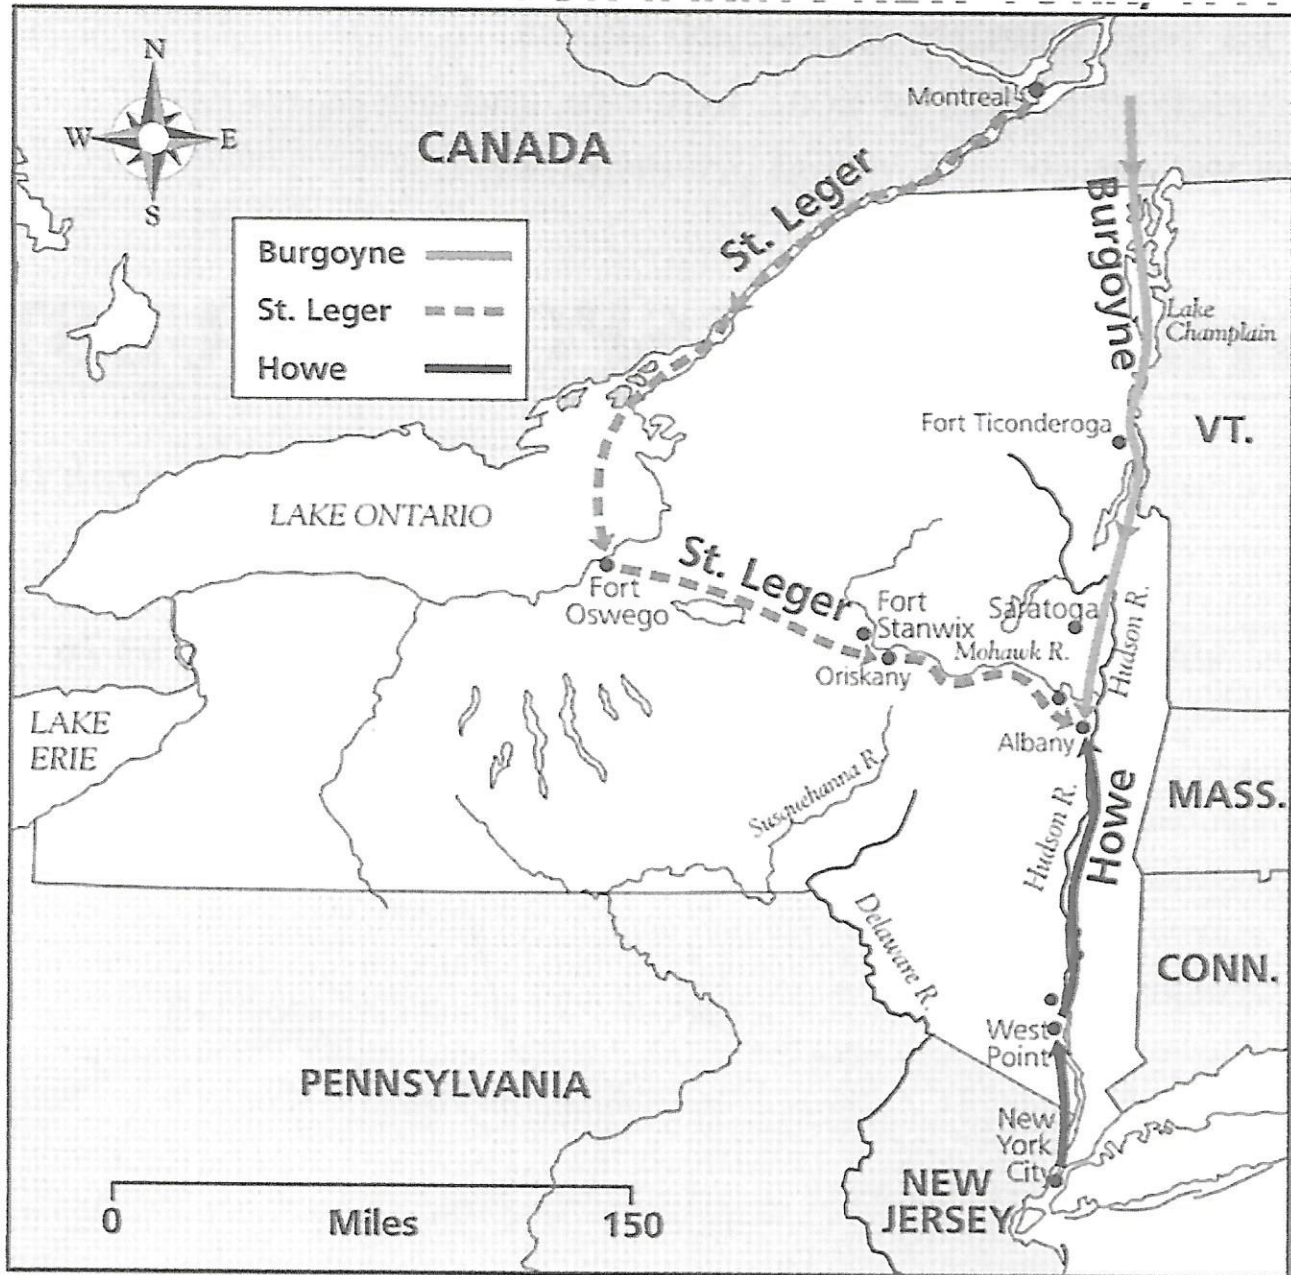 N
W
E
S
CANADA
Montreal
St. Leger
Burgoyne
Burgoyne
St. Leger
Howe
Lake
Champlain
Fort Ticonderoga
VT.
LAKE ONTARIO
St. Leger
Fort
Oswego
Fort
Stanwix
Saratoga
Mohawk R.
Hudson R.
Oriskany
LAKE
ERIE
Albany
Susquehanna R.
Hudson R.
Howe
MASS.
Delaware R.
CONN.
West
Point
PENNSYLVANIA
New
York
City
NEW
JERSEY
0
Miles
150